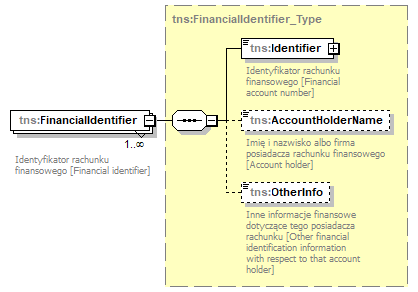 tns:FinancialIdentifier_Type
tns:Identifier
Identyfikator rachunku
finansowego [Financial
account number]
tns:FinancialIdentifier
1..∞
Identyfikator rachunku
finansowego [Financial identifier]
tns:AccountHolderName
Imię i nazwisko albo firma
posiadacza rachunku finansowego
[Account holder]
tns:OtherInfo
Inne informacje finansowe
dotyczące tego posiadacza
rachunku [Other financial
identification information
with respect to that account
holder]